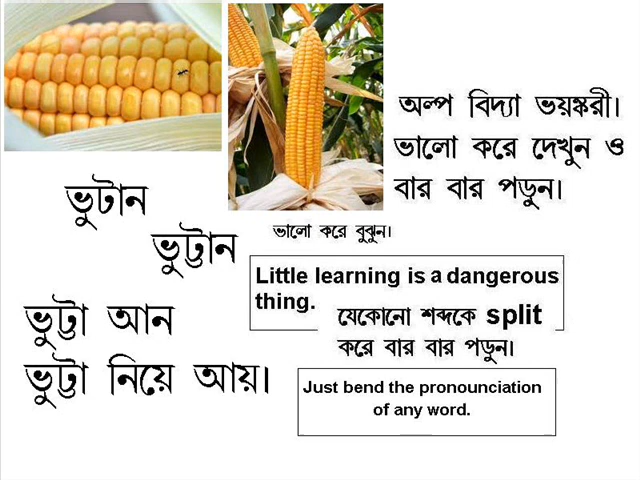 অল্প বিদ্যা ভয়ঙ্করী।
ভালো করে দেখুন ও
বার বার পড়ুন।
ভুটান
ভুট্টান
ভালো করে বুঝুন।
Little learning is a dangerous
thing.
যেকোনো শব্দকে split
করে বার বার পড়ুন।
ভুট্টা আন
ভুট্টা নিয়ে আয়।
Just bend the pronounciation
of any word.